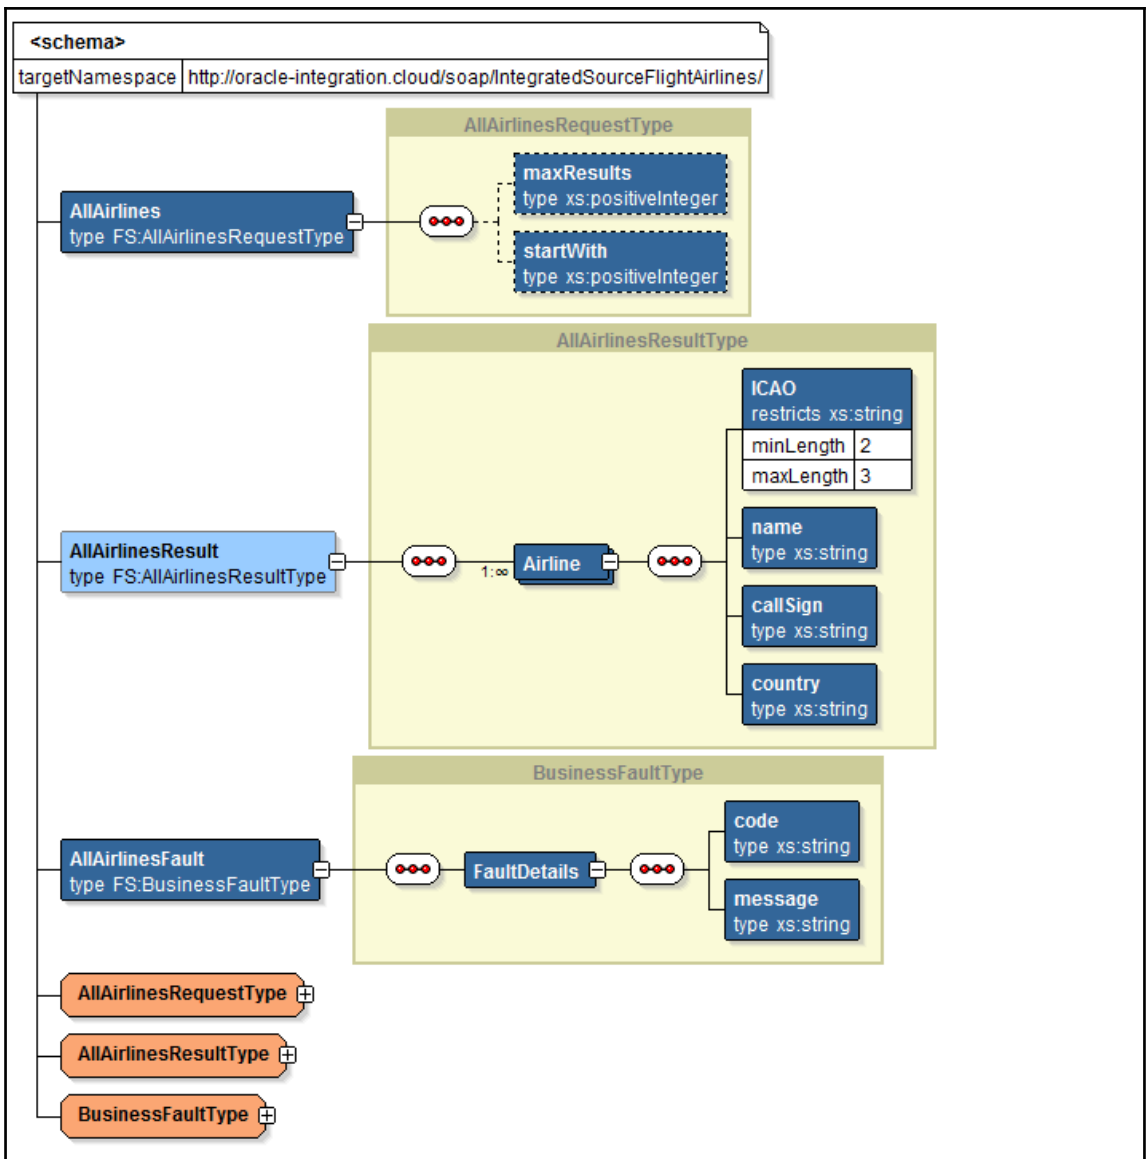 <schema>
targetNamespace http://oracle-integration.cloud/soap/IntegratedSourceFlightAirlines/
AllAirlinesRequestType
maxResults
type xs:positiveInteger
AllAirlines
type FS:AllAirlinesRequestType
startWith
type xs:positiveInteger
AllAirlinesResultType
ICAO
restricts xs:string
minLength 2
maxLength 3
name
type xs:string
AllAirlinesResult
type FS:AllAirlinesResultType
1:∞
Airline
callSign
type xs:string
country
type xs:string
BusinessFaultType
code
type xs:string
AllAirlinesFault
type FS:BusinessFaultType
FaultDetails
message
type xs:string
AllAirlinesRequestType
AllAirlinesResultType
BusinessFaultType